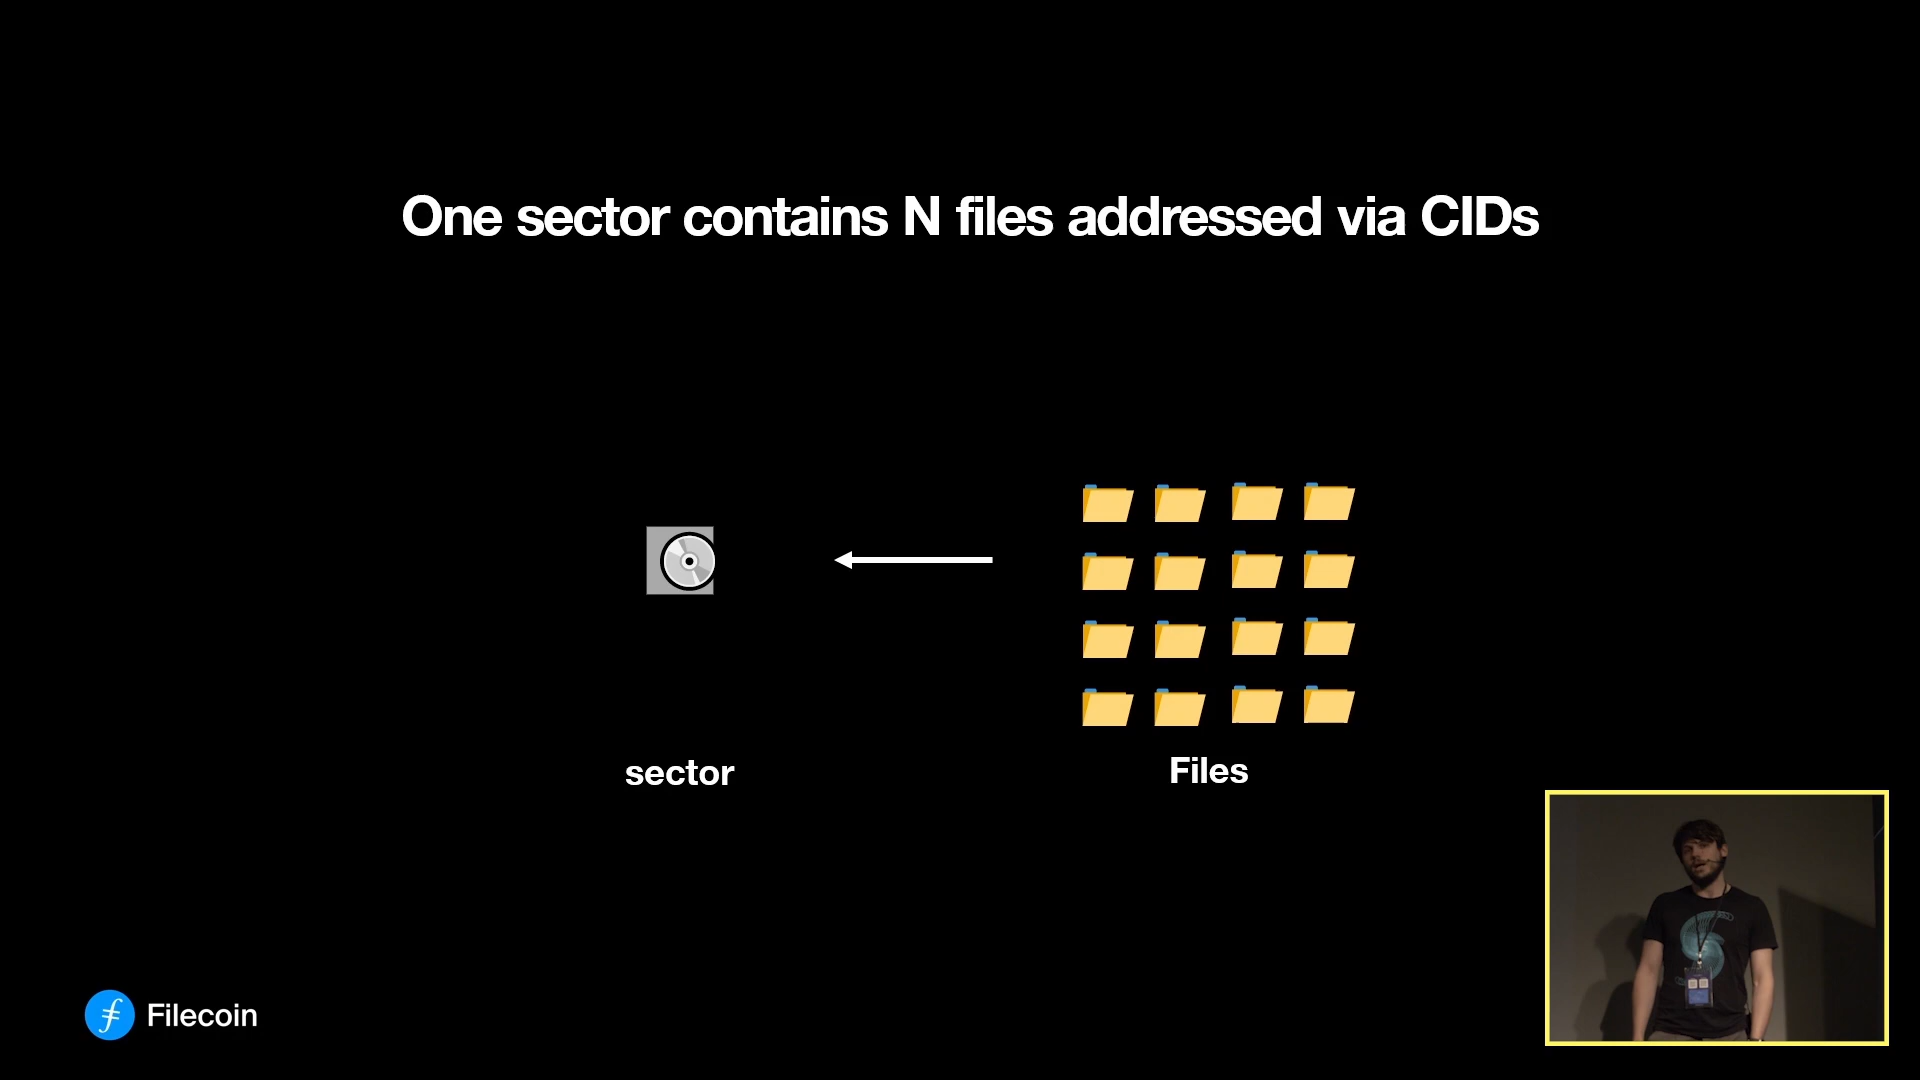 One sector contains N files addressed via CIDs
sector
Files
Filecoin